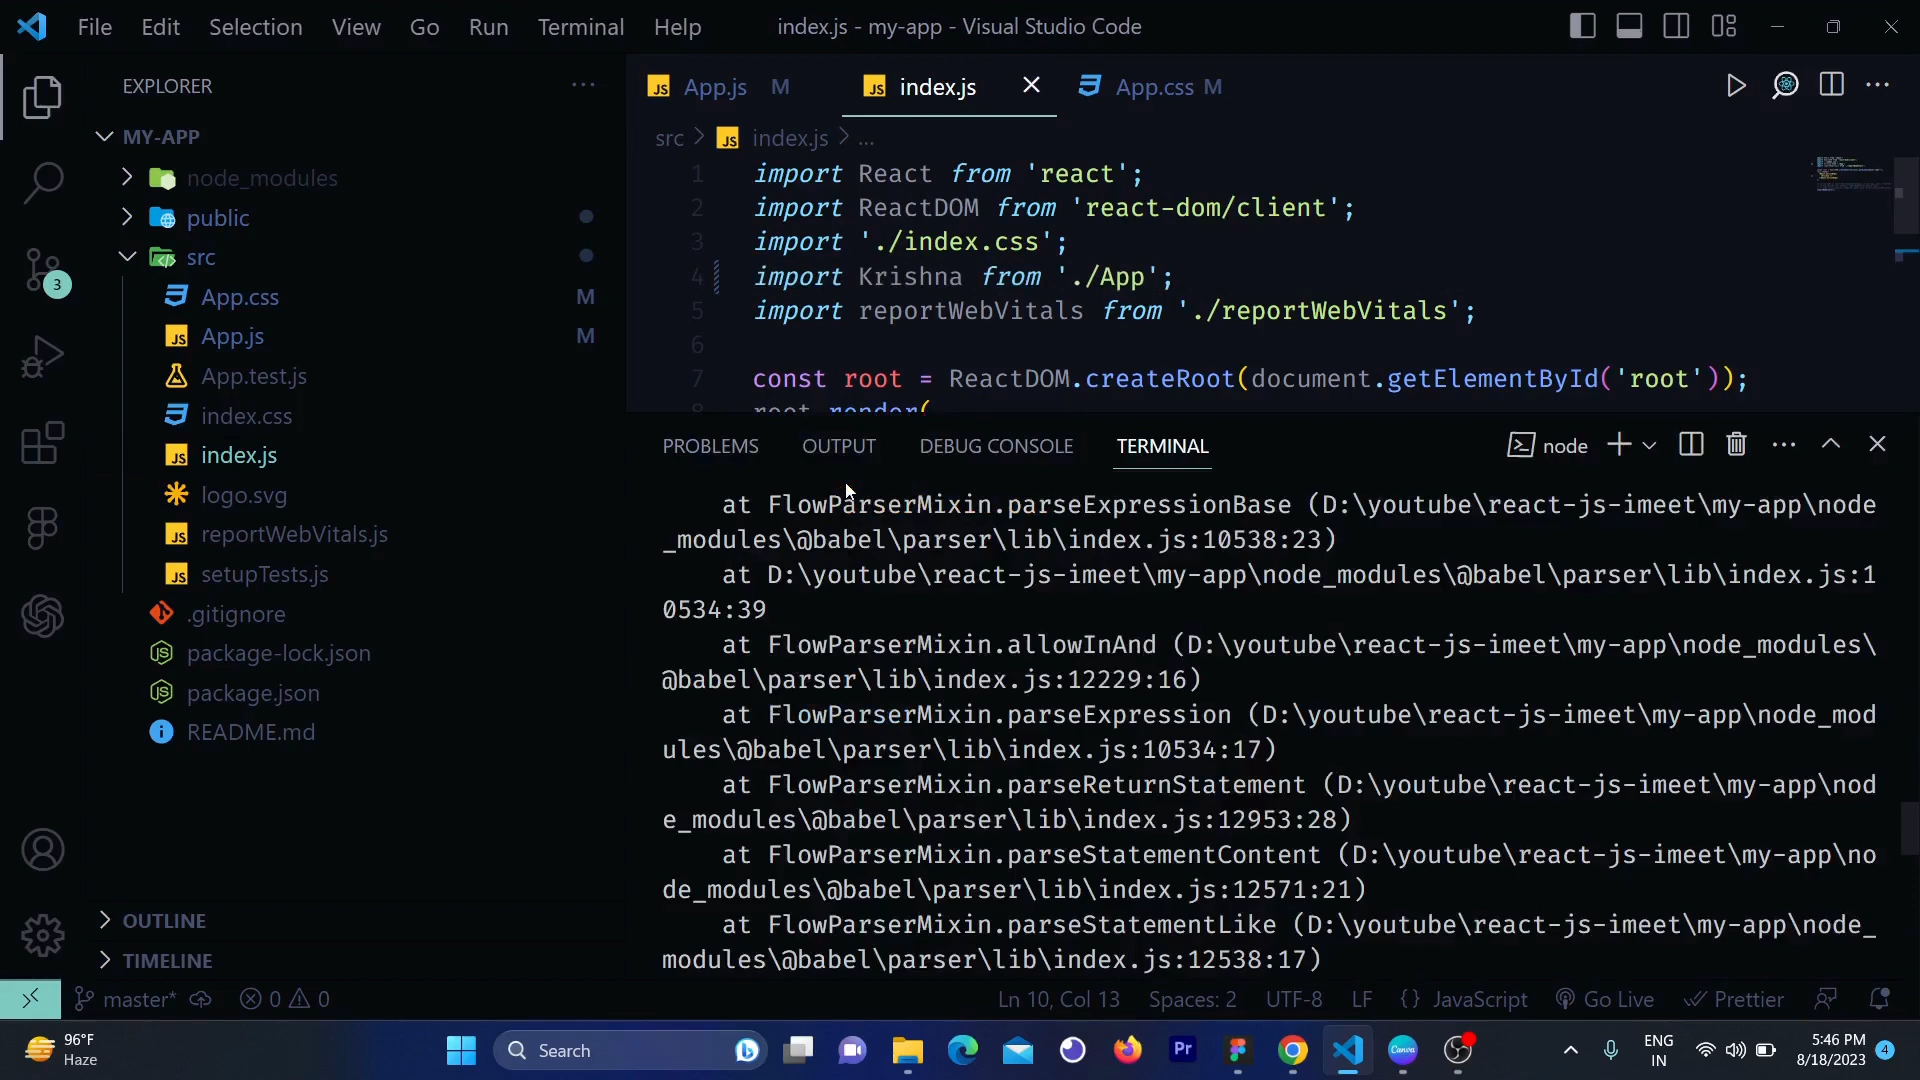 File Edit Selection View Go Run Terminal Help index.js - my-app - Visual Studio Code
EXPLORER
MY-APP
node_modules
public
src
App.css M
App.js M
App.test.js
index.css
index.js
logo.svg
reportWebVitals.js
setupTests.js
.gitignore
package-lock.json
package.json
README.md
OUTLINE
TIMELINE
3
App.js M index.js App.css M
src > index.js > ...
1 import React from 'react';
2 import ReactDOM from 'react-dom/client';
3 import './index.css';
4 import Krishna from './App';
5 import reportWebVitals from './reportWebVitals';
6
7 const root = ReactDOM.createRoot(document.getElementById('root'));
8 root.render(
PROBLEMS OUTPUT DEBUG CONSOLE TERMINAL node
at FlowParserMixin.parseExpressionBase (D:\youtube\react-js-imeet\my-app\node
_modules\@babel\parser\lib\index.js:10538:23)
at D:\youtube\react-js-imeet\my-app\node_modules\@babel\parser\lib\index.js:1
0534:39
at FlowParserMixin.allowInAnd (D:\youtube\react-js-imeet\my-app\node_modules\
@babel\parser\lib\index.js:12229:16)
at FlowParserMixin.parseExpression (D:\youtube\react-js-imeet\my-app\node_mod
ules\@babel\parser\lib\index.js:10534:17)
at FlowParserMixin.parseReturnStatement (D:\youtube\react-js-imeet\my-app\nod
e_modules\@babel\parser\lib\index.js:12953:28)
at FlowParserMixin.parseStatementContent (D:\youtube\react-js-imeet\my-app\no
de_modules\@babel\parser\lib\index.js:12571:21)
at FlowParserMixin.parseStatementLike (D:\youtube\react-js-imeet\my-app\node_
modules\@babel\parser\lib\index.js:12538:17)
master* 0 0 Ln 10, Col 13 Spaces: 2 UTF-8 LF {} JavaScript Go Live Prettier
96°F
Haze
Search
Pr
Canva
ENG
IN
5:46 PM
8/18/2023
4